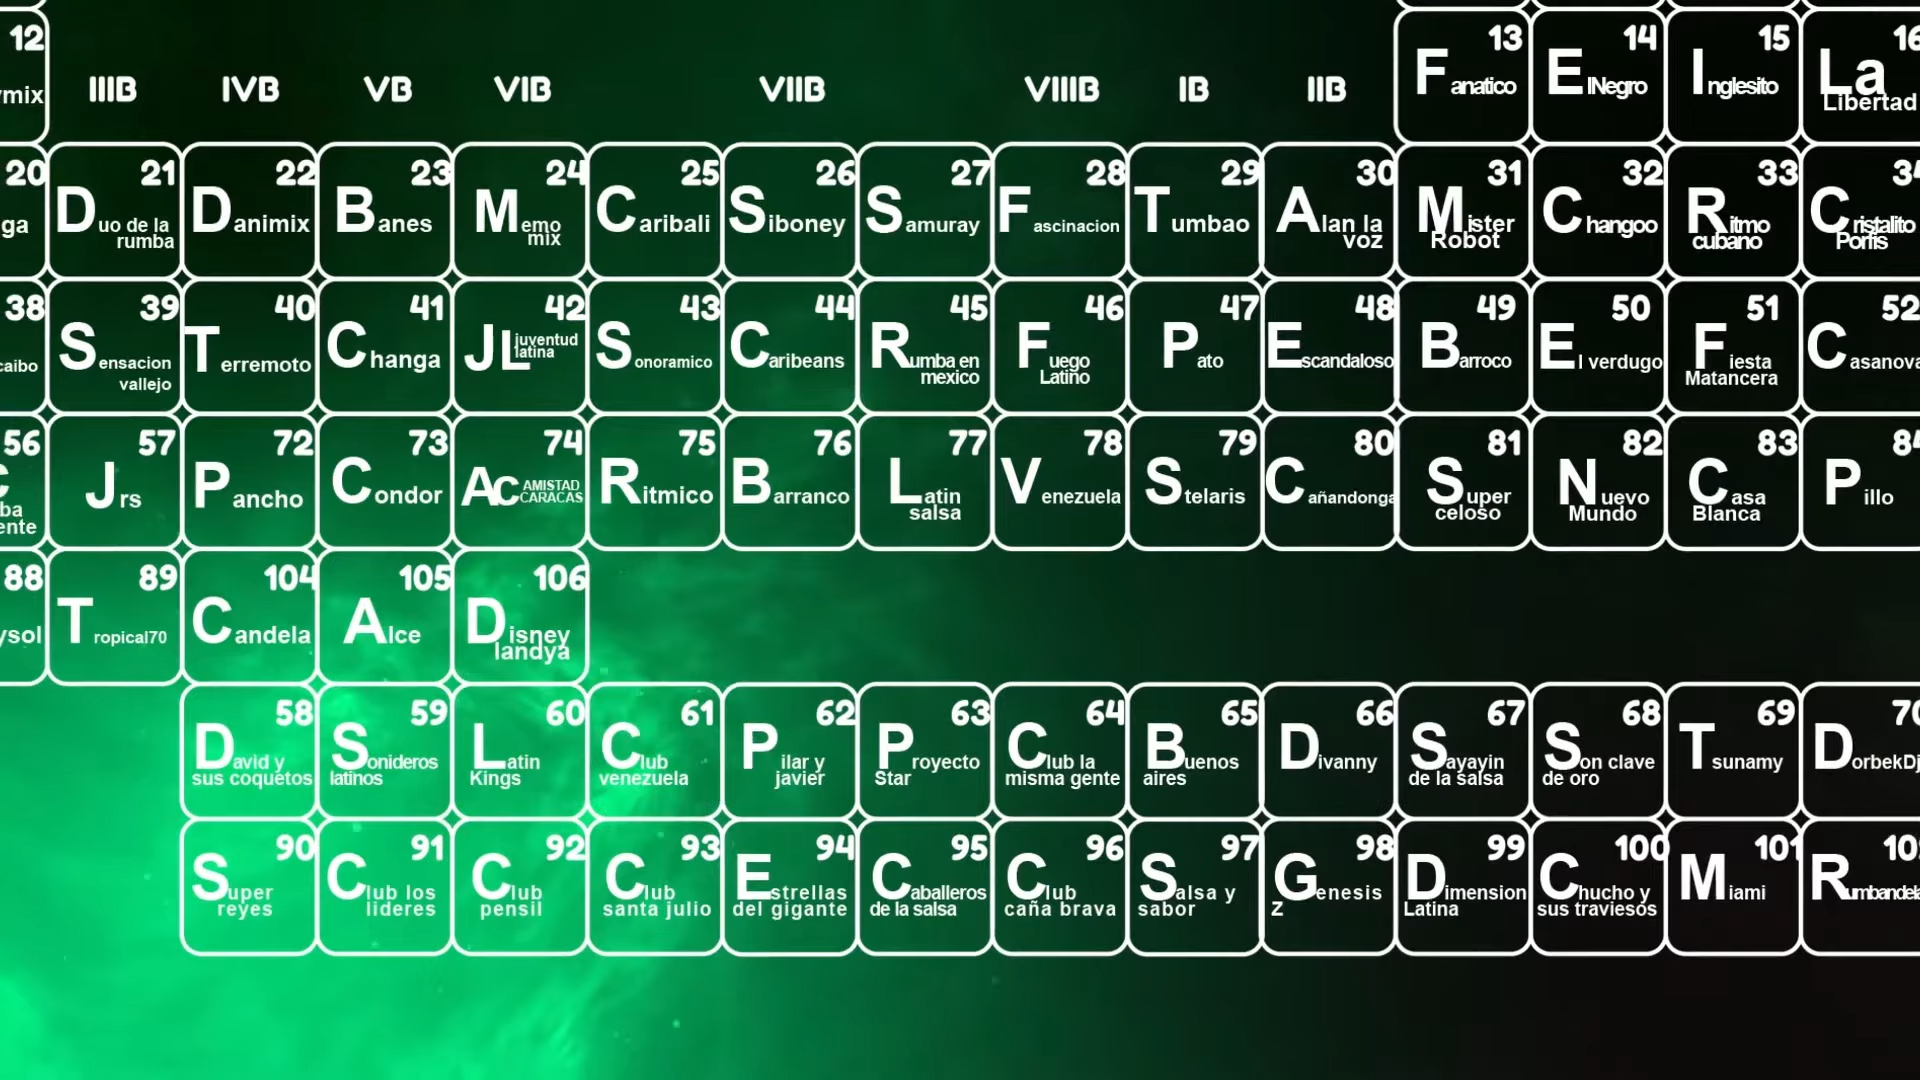 12
ymix
IIIB IVB VB VIB VIIB VIIIB IB IIB
13
Fanatico
14
ElNegro
15
Inglesito
16
La
Libertad
20
ga
21
Duo de la
rumba
22
Danimix
23
Banes
24
Memo
mix
25
Caribali
26
Siboney
27
Samuray
28
Fascinacion
29
Tumbao
30
Alan la
voz
31
Mister
Robot
32
Changoo
33
Ritmo
cubano
34
Cristalito
Porfis
38
caibo
39
Sensacion
vallejo
40
Terremoto
41
Changa
42
JL juventud
latina
43
Sonoramico
44
Caribeans
45
Rumba en
mexico
46
Fuego
Latino
47
Pato
48
Escandaloso
49
Barroco
50
El verdugo
51
Fiesta
Matancera
52
Casanova
56
C
ba
ente
57
Jrs
72
Pancho
73
Condor
74
AC AMISTAD
CARACAS
75
Ritmico
76
Barranco
77
Latin
salsa
78
Venezuela
79
Stelaris
80
Cañandonga
81
Super
celoso
82
Nuevo
Mundo
83
Casa
Blanca
84
Pillo
88
ysol
89
Tropical70
104
Candela
105
Alce
106
Disney
landya
58
David y
sus coquetos
59
Sonideros
latinos
60
Latin
Kings
61
Club
venezuela
62
Pilar y
javier
63
Proyecto
Star
64
Club la
misma gente
65
Buenos
aires
66
Divanny
67
Sayayin
de la salsa
68
Son clave
de oro
69
Tsunamy
70
DorbekDj
90
Super
reyes
91
Club los
lideres
92
Club
pensil
93
Club
santa julio
94
Estrellas
del gigante
95
Caballeros
de la salsa
96
Club
caña brava
97
Salsa y
sabor
98
Genesis
Z
99
Dimension
Latina
100
Chucho y
sus traviesos
101
Miami
10
Rumbandela